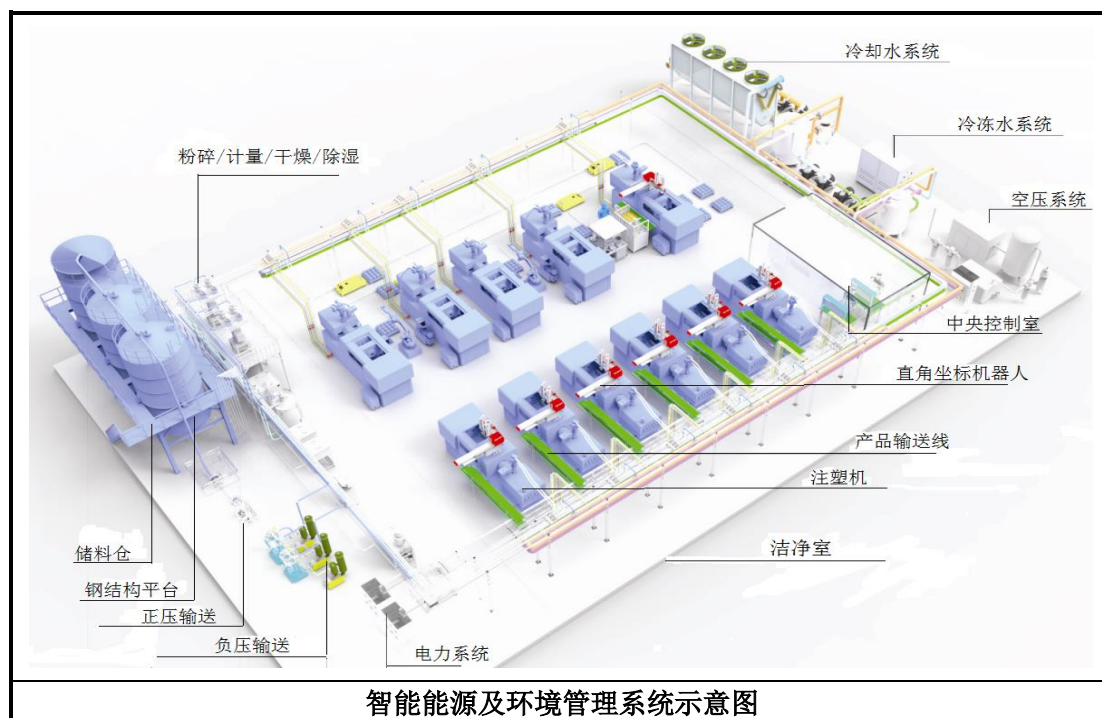 冷却水系统
冷冻水系统
粉碎/计量/干燥/除湿
空压系统
中央控制室
直角坐标机器人
产品输送线
注塑机
洁净室
储料仓
钢结构平台
正压输送
负压输送
电力系统
智能能源及环境管理系统示意图